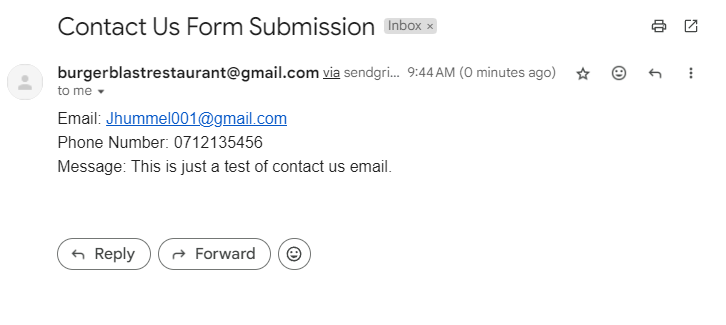 Contact Us Form Submission Inbox ×
burgerblastrestaurant@gmail.com via sendgri... 9:44 AM (0 minutes ago)
to me
Email: Jhummel001@gmail.com
Phone Number: 0712135456
Message: This is just a test of contact us email.
Reply Forward